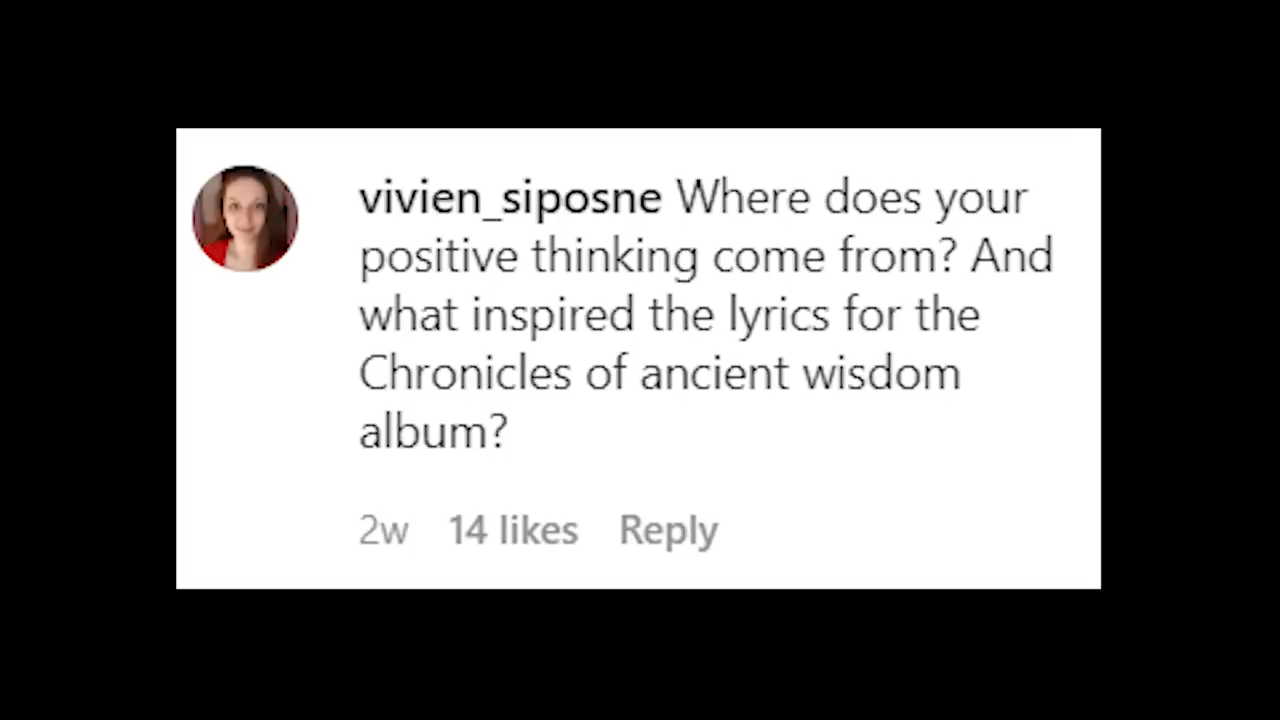 vivien_siposne Where does your
positive thinking come from? And
what inspired the lyrics for the
Chronicles of ancient wisdom
album?
2w 14 likes Reply